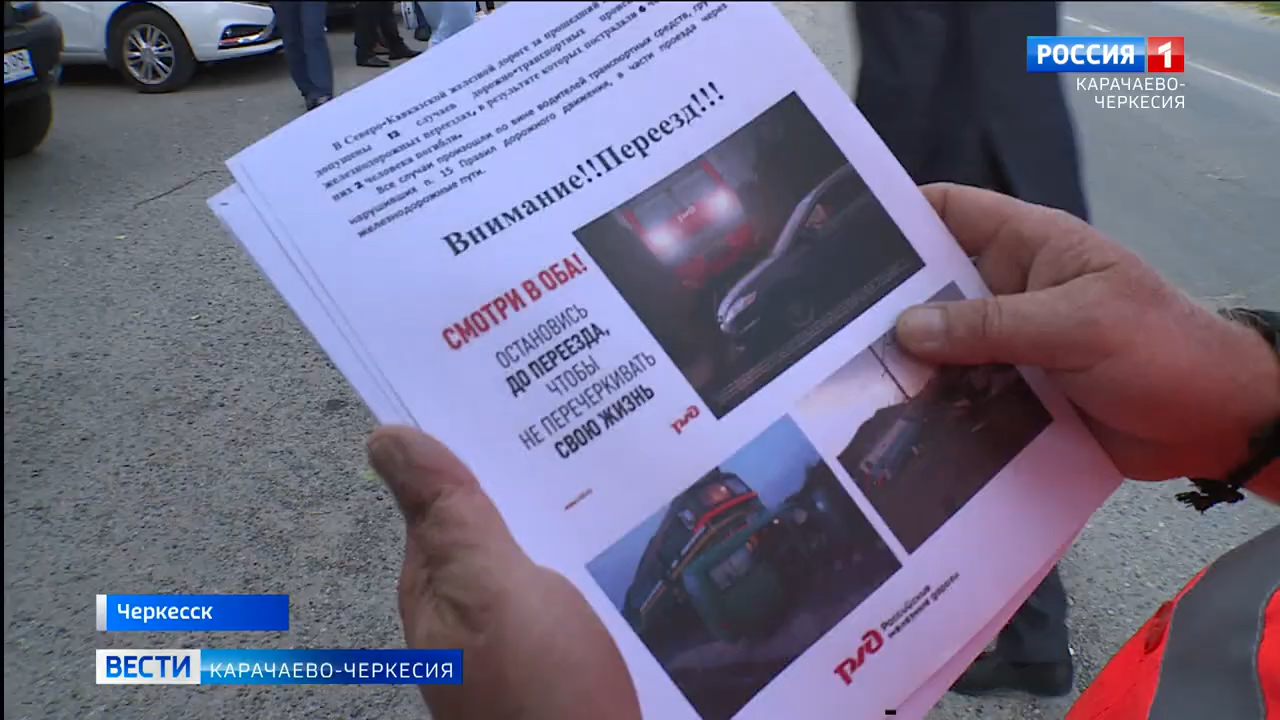 РОССИЯ 1
КАРАЧАЕВО-
ЧЕРКЕСИЯ
В Северо-Кавказской железной дороге за прошедший
допущены 12 случаев дорожно-транспортных
железнодорожных переездах, в результате которых пострадали 6
них 2 человека погибли.
Все случаи произошли по вине водителей транспортных средств,
нарушивших п. 15 Правил дорожного движения, в части проезда через
железнодорожные пути.
Внимание!!Переезд!!!
СМОТРИ В ОБА!
ОСТАНОВИСЬ
ДО ПЕРЕЕЗДА,
ЧТОБЫ
НЕ ПЕРЕЧЕРКИВАТЬ
СВОЮ ЖИЗНЬ
ржд
ржд Российские
железные дороги
Черкесск
ВЕСТИ КАРАЧАЕВО-ЧЕРКЕСИЯ